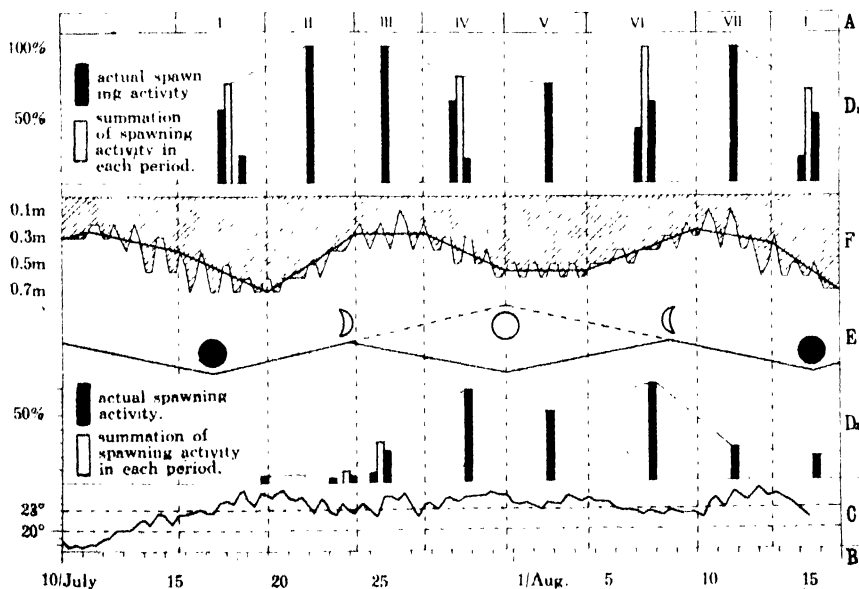 I II III IV V VI VII I A
100%
actual spawn
ing activity
50%
summation
of spawning
activity in
each period.
D₁
0.1m
0.3m F
0.5m
0.7m
E
actual spawning
activity.
50% D₂
summation of
spawning activity
in each period.
23° C
20°
B
10/July 15 20 25 1/Aug. 5 10 15